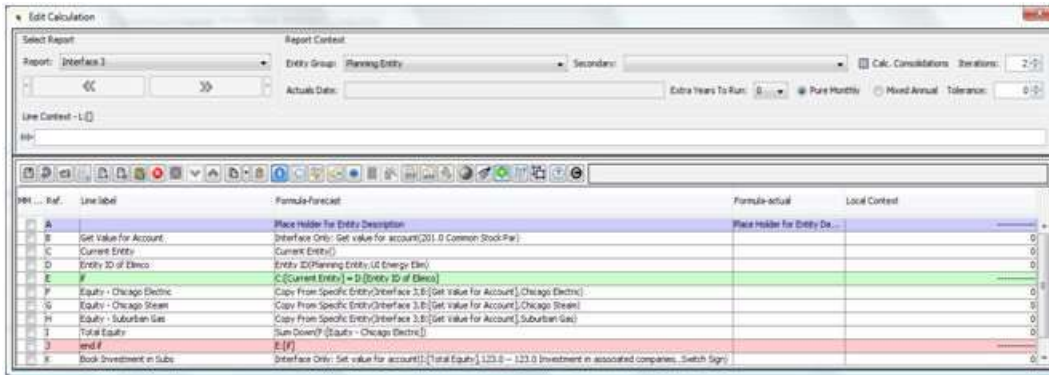 Edit Calculation
Select Report
Report Context
Report: Interface 3
Entity Group: Planning Entity
Secondary:
Calc. Consolidations Iterations: 2
Actuals Date:
Extra Years To Run: 0
Pure Monthly
Mixed Annual Tolerance: 0
Line Context - L:[]
Ref. Line label Formula-forecast Formula-actual Local Context
A Place Holder for Entity Description Place Holder for Entity De...
B Get Value for Account Interface Only: Get value for account(201.0 Common Stock Par) 0
C Current Entity Current Entity() 0
D Entity ID of Elimco Entity ID(Planning Entity,UI Energy Elim) 0
E if C:[Current Entity] = D:[Entity ID of Elimco]
F Equity - Chicago Electric Copy From Specific Entity(Interface 3,B:[Get Value for Account],Chicago Electric) 0
G Equity - Chicago Steam Copy From Specific Entity(Interface 3,B:[Get Value for Account],Chicago Steam) 0
H Equity - Suburban Gas Copy From Specific Entity(Interface 3,B:[Get Value for Account],Suburban Gas) 0
I Total Equity Sum Down(F:[Equity - Chicago Electric]) 0
J end if E:[if]
K Book Investment in Subs Interface Only: Set value for account(I:[Total Equity],123.0 -- 123.0 Investment in associated companies...Switch Sign) 0